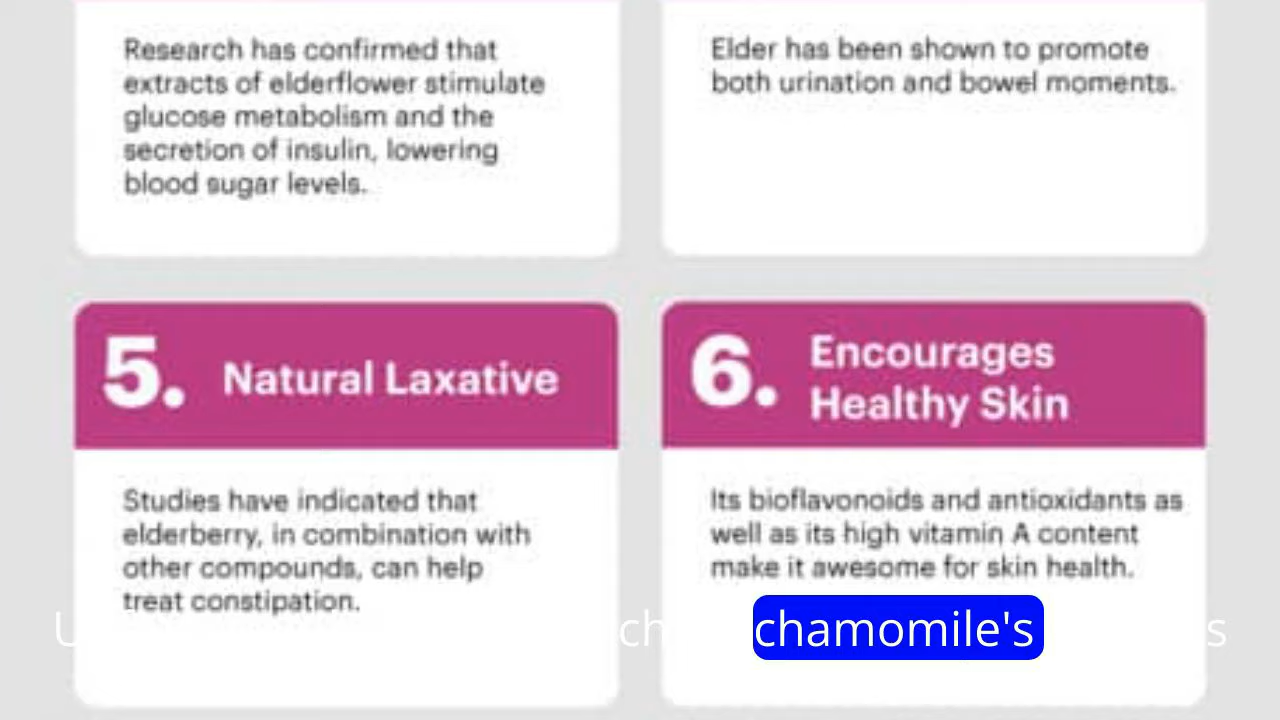 Research has confirmed that
extracts of elderflower stimulate
glucose metabolism and the
secretion of insulin, lowering
blood sugar levels.
Elder has been shown to promote
both urination and bowel moments.
5. Natural Laxative
Studies have indicated that
elderberry, in combination with
other compounds, can help
treat constipation.
6. Encourages
Healthy Skin
Its bioflavonoids and antioxidants as
well as its high vitamin A content
make it awesome for skin health.
chamomile's